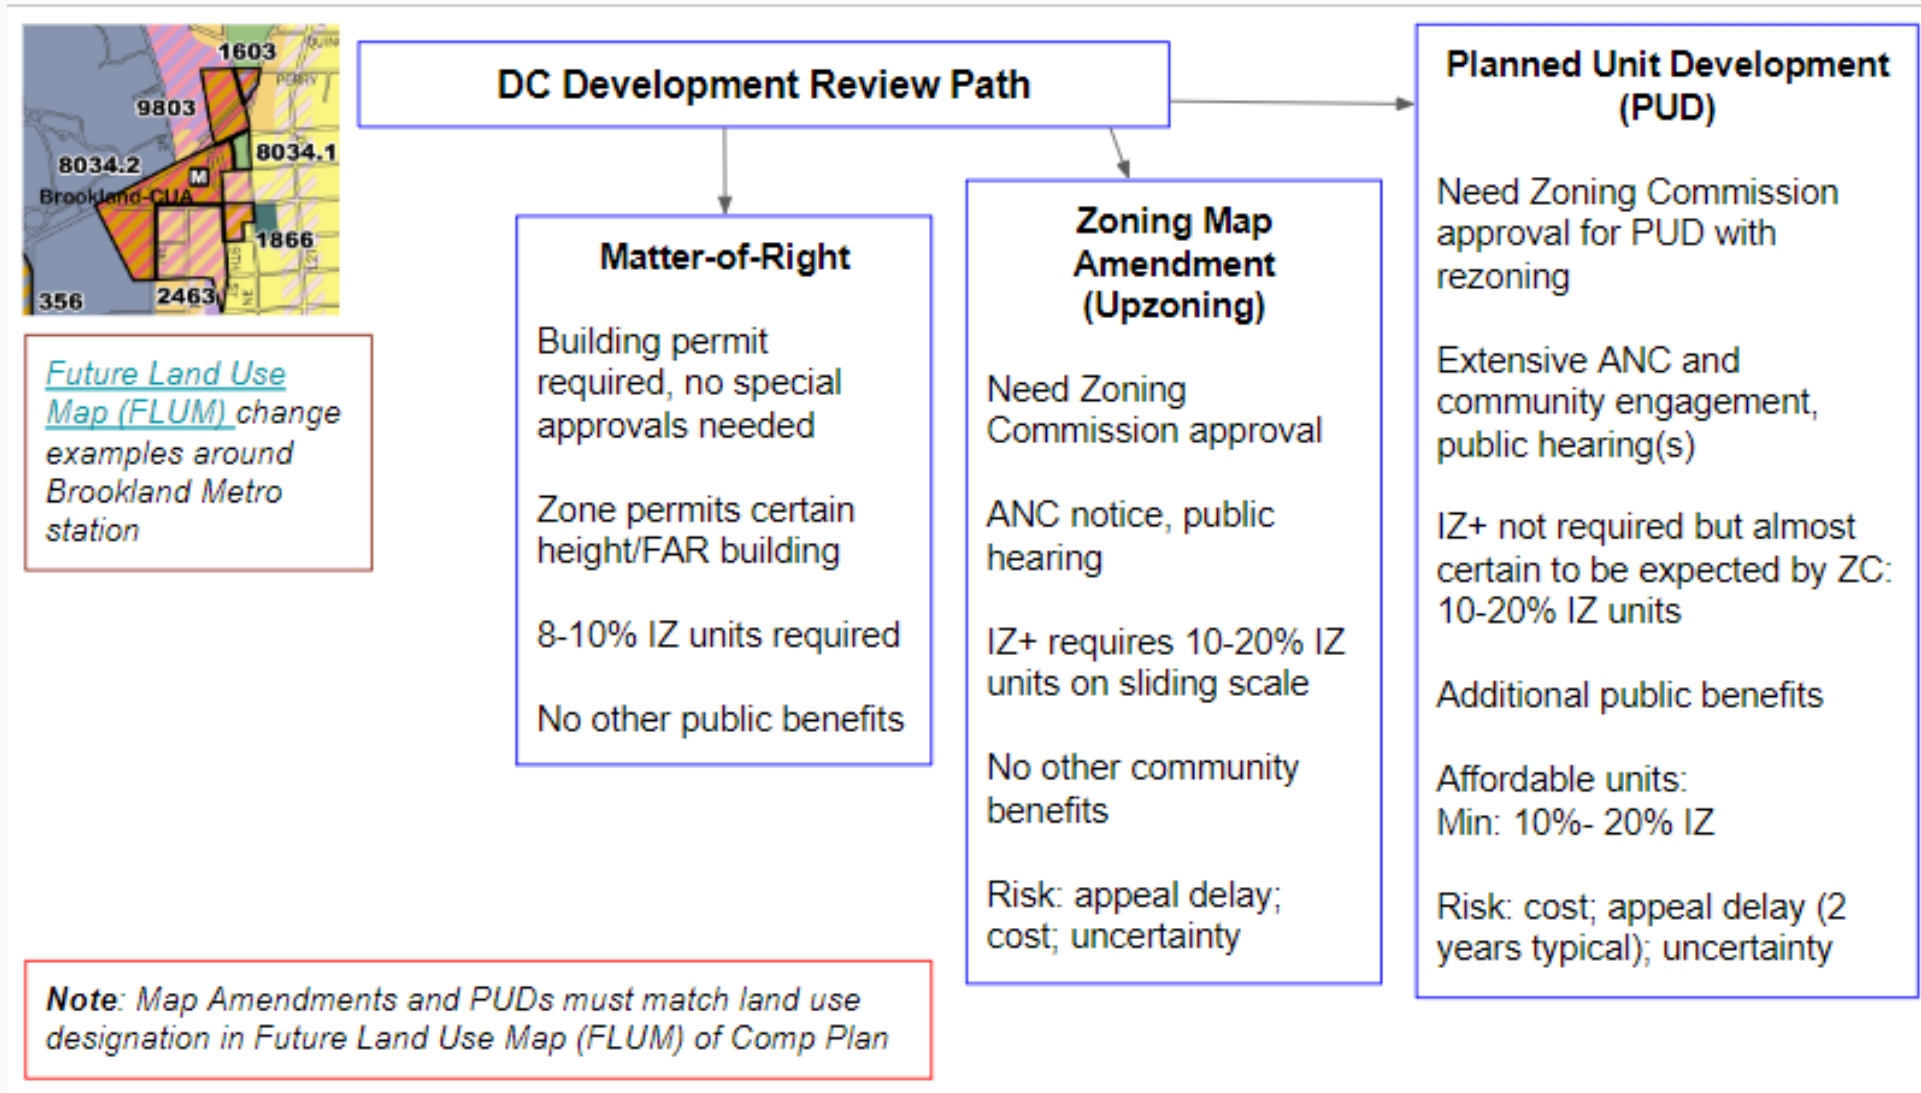 1603
QUIN
PERRY
9803
8034.2
8034.1
M
Brookland-CUA
1866
NE
356
2463
NE
Future Land Use
Map (FLUM) change
examples around
Brookland Metro
station
DC Development Review Path
Matter-of-Right
Building permit
required, no special
approvals needed
Zone permits certain
height/FAR building
8-10% IZ units required
No other public benefits
Zoning Map
Amendment
(Upzoning)
Need Zoning
Commission approval
ANC notice, public
hearing
IZ+ requires 10-20% IZ
units on sliding scale
No other community
benefits
Risk: appeal delay;
cost; uncertainty
Planned Unit Development
(PUD)
Need Zoning Commission
approval for PUD with
rezoning
Extensive ANC and
community engagement,
public hearing(s)
IZ+ not required but almost
certain to be expected by ZC:
10-20% IZ units
Additional public benefits
Affordable units:
Min: 10%- 20% IZ
Risk: cost; appeal delay (2
years typical); uncertainty
Note: Map Amendments and PUDs must match land use
designation in Future Land Use Map (FLUM) of Comp Plan